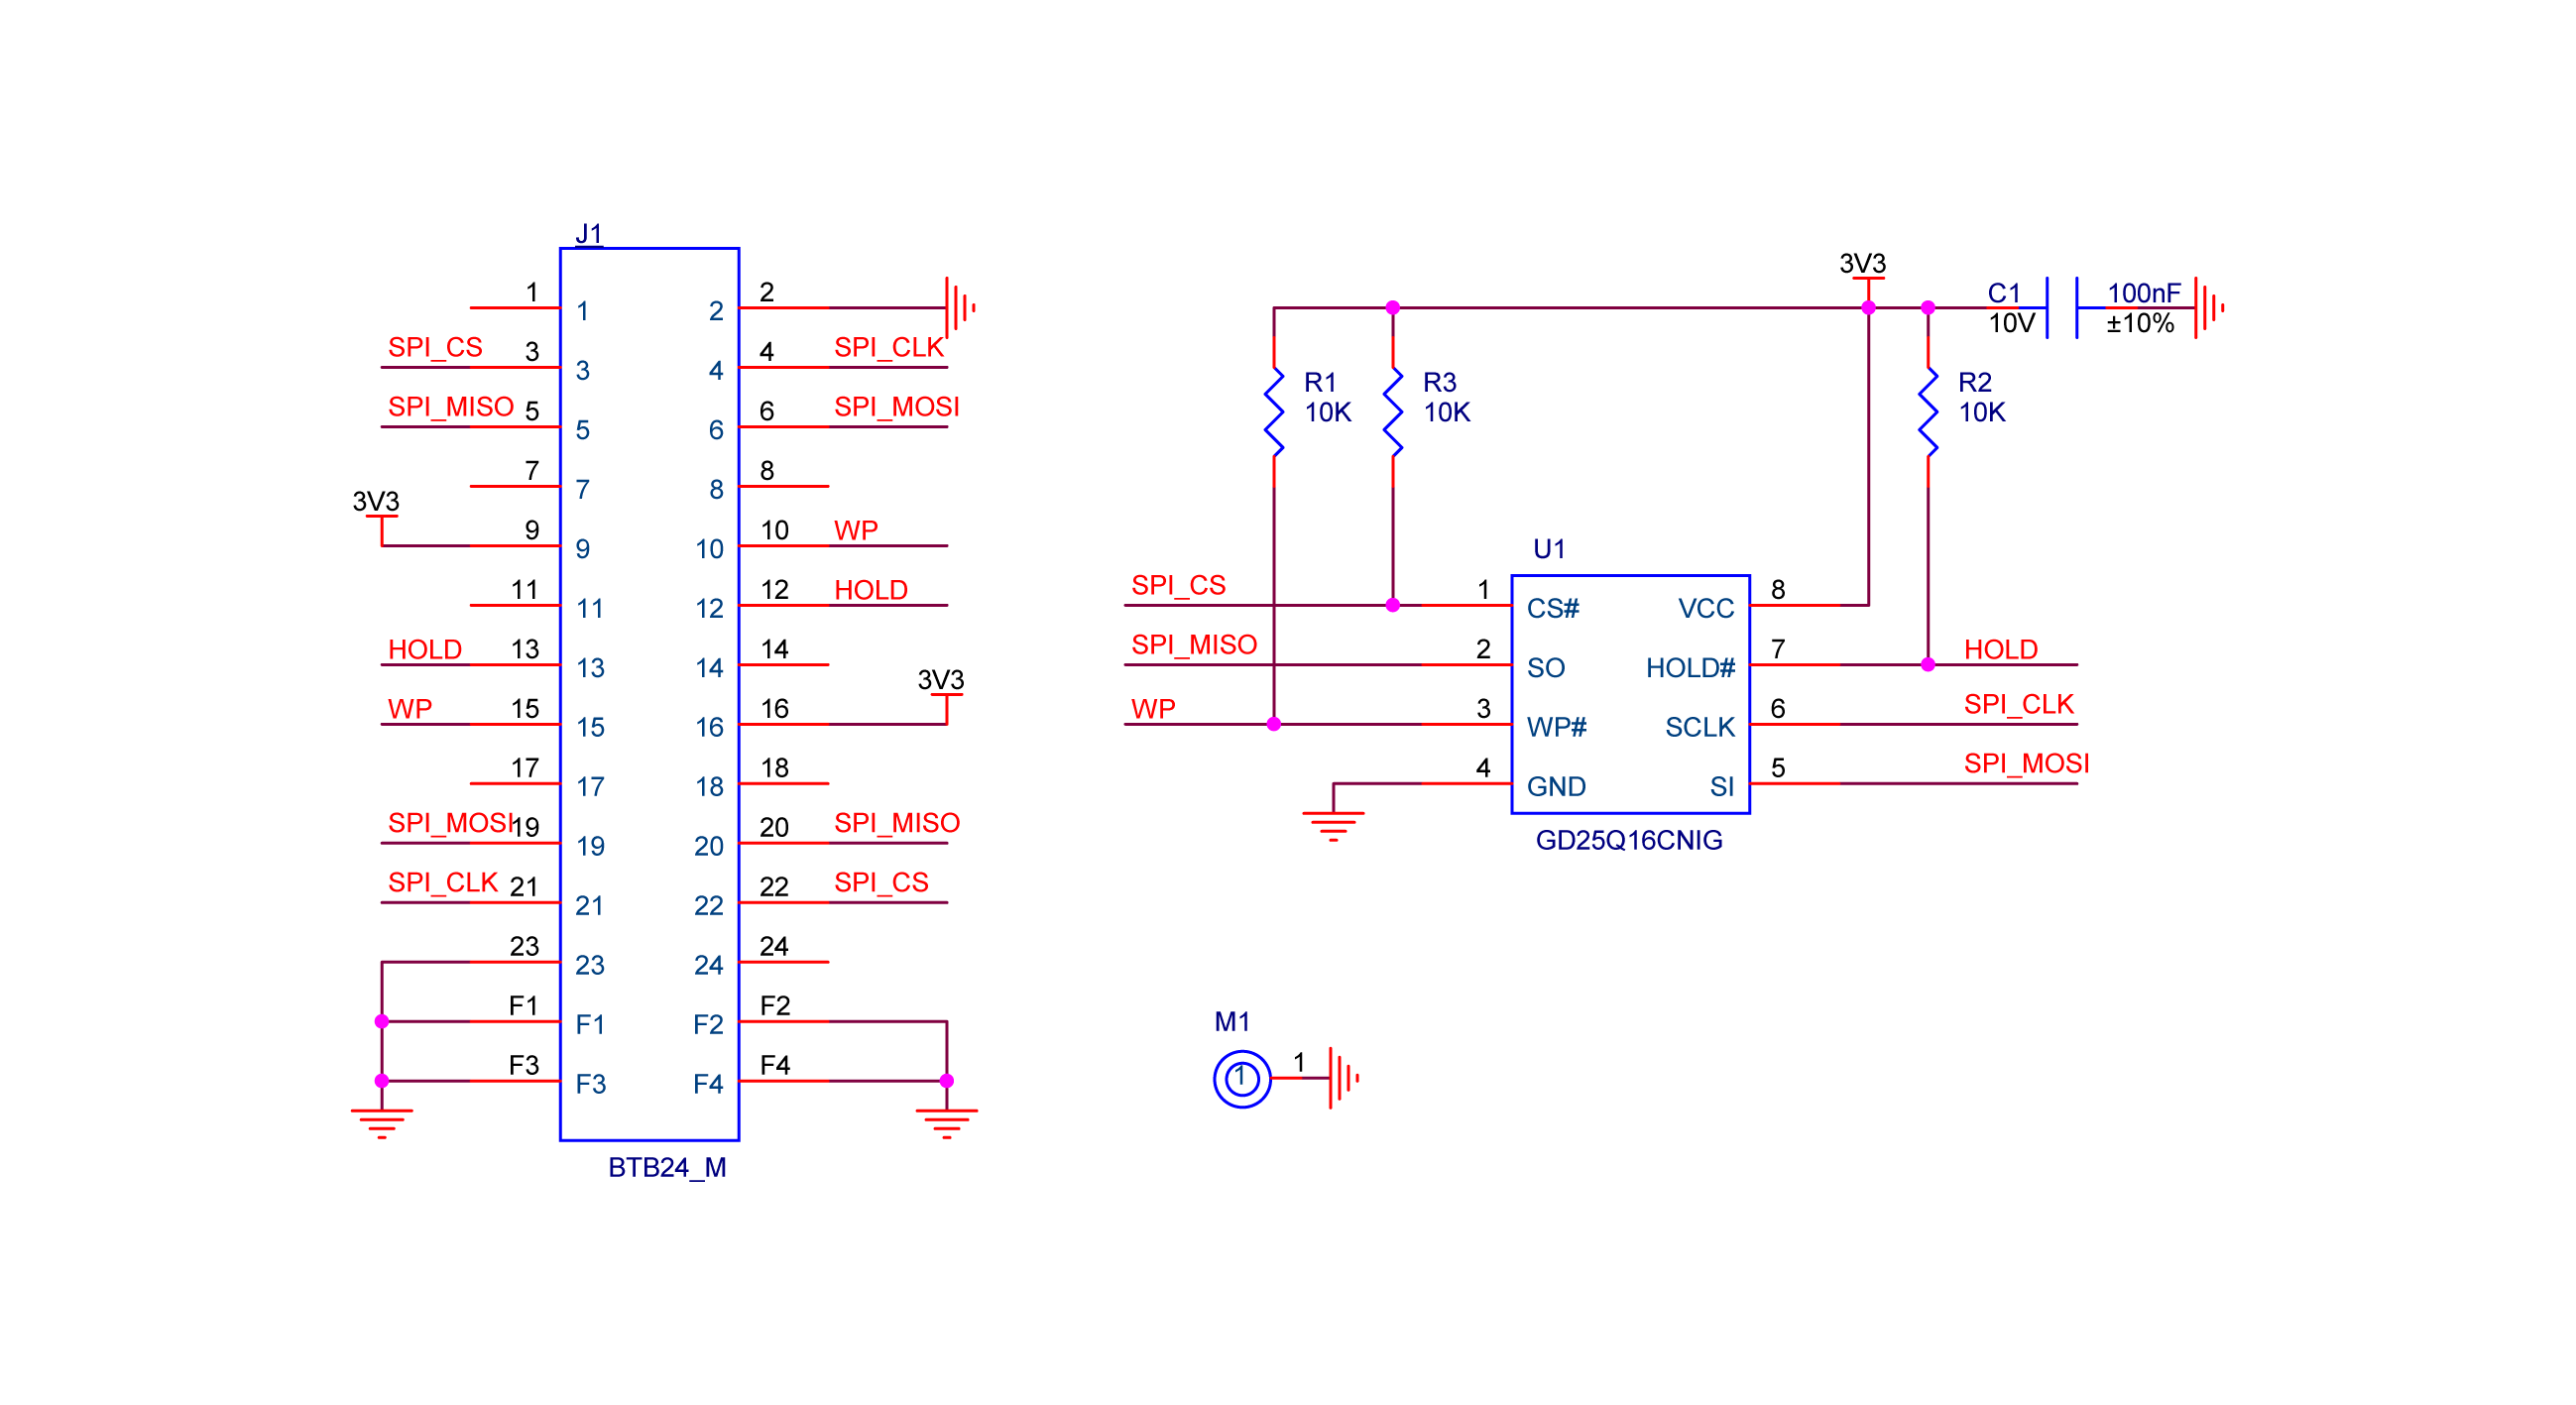 J1
1 1 2 2
SPI_CS 3 3 4 4 SPI_CLK
SPI_MISO 5 5 6 6 SPI_MOSI
7 7 8 8
3V3
9 9 10 10 WP
11 11 12 12 HOLD
HOLD 13 13 14 14
3V3
WP 15 15 16 16
17 17 18 18
SPI_MOSI 19 19 20 20 SPI_MISO
SPI_CLK 21 21 22 22 SPI_CS
23 23 24 24
F1 F1 F2 F2
F3 F3 F4 F4
BTB24_M
3V3
C1 100nF
10V ±10%
R1 R3 R2
10K 10K 10K
U1
SPI_CS 1 CS# VCC 8
SPI_MISO 2 SO HOLD# 7 HOLD
WP 3 WP# SCLK 6 SPI_CLK
4 GND SI 5 SPI_MOSI
GD25Q16CNIG
M1
1 1